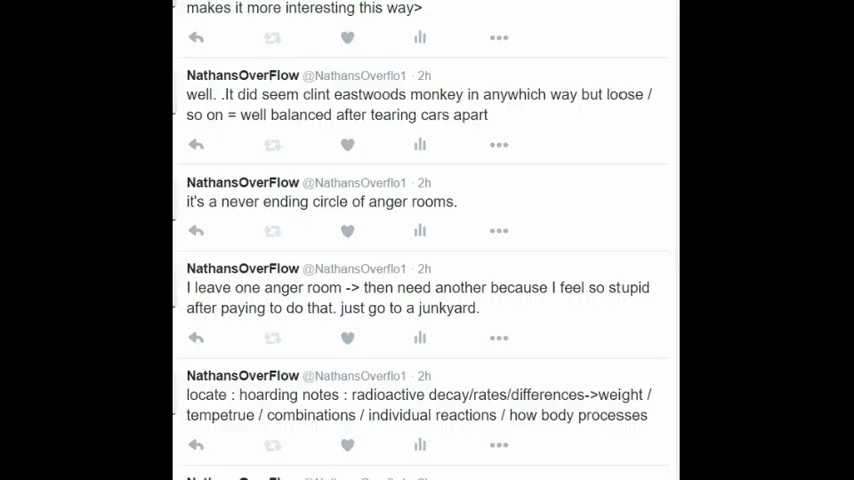 makes it more interesting this way>
NathansOverFlow @NathansOverflo1 · 2h
well. .It did seem clint eastwoods monkey in anywhich way but loose /
so on = well balanced after tearing cars apart
NathansOverFlow @NathansOverflo1 · 2h
it's a never ending circle of anger rooms.
NathansOverFlow @NathansOverflo1 · 2h
I leave one anger room -> then need another because I feel so stupid
after paying to do that. just go to a junkyard.
NathansOverFlow @NathansOverflo1 · 2h
locate : hoarding notes : radioactive decay/rates/differences->weight /
tempetrue / combinations / individual reactions / how body processes